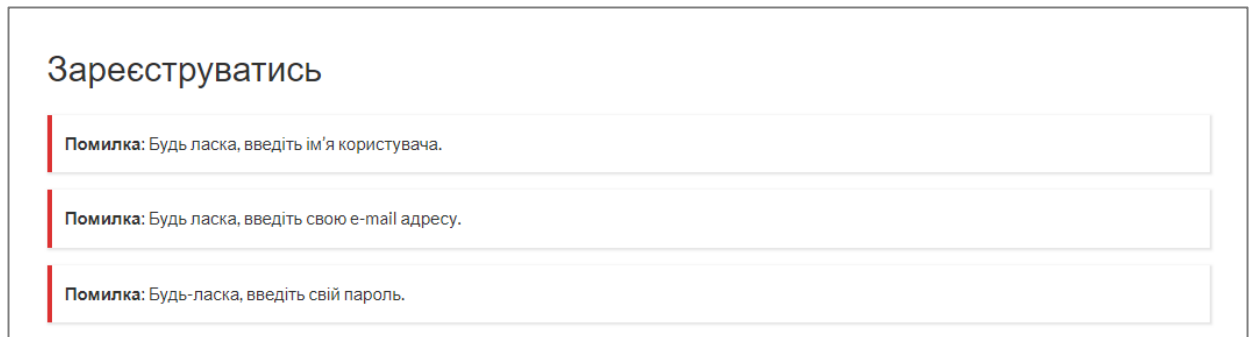 Зареєструватись
Помилка: Будь ласка, введіть ім'я користувача.
Помилка: Будь ласка, введіть свою e-mail адресу.
Помилка: Будь-ласка, введіть свій пароль.